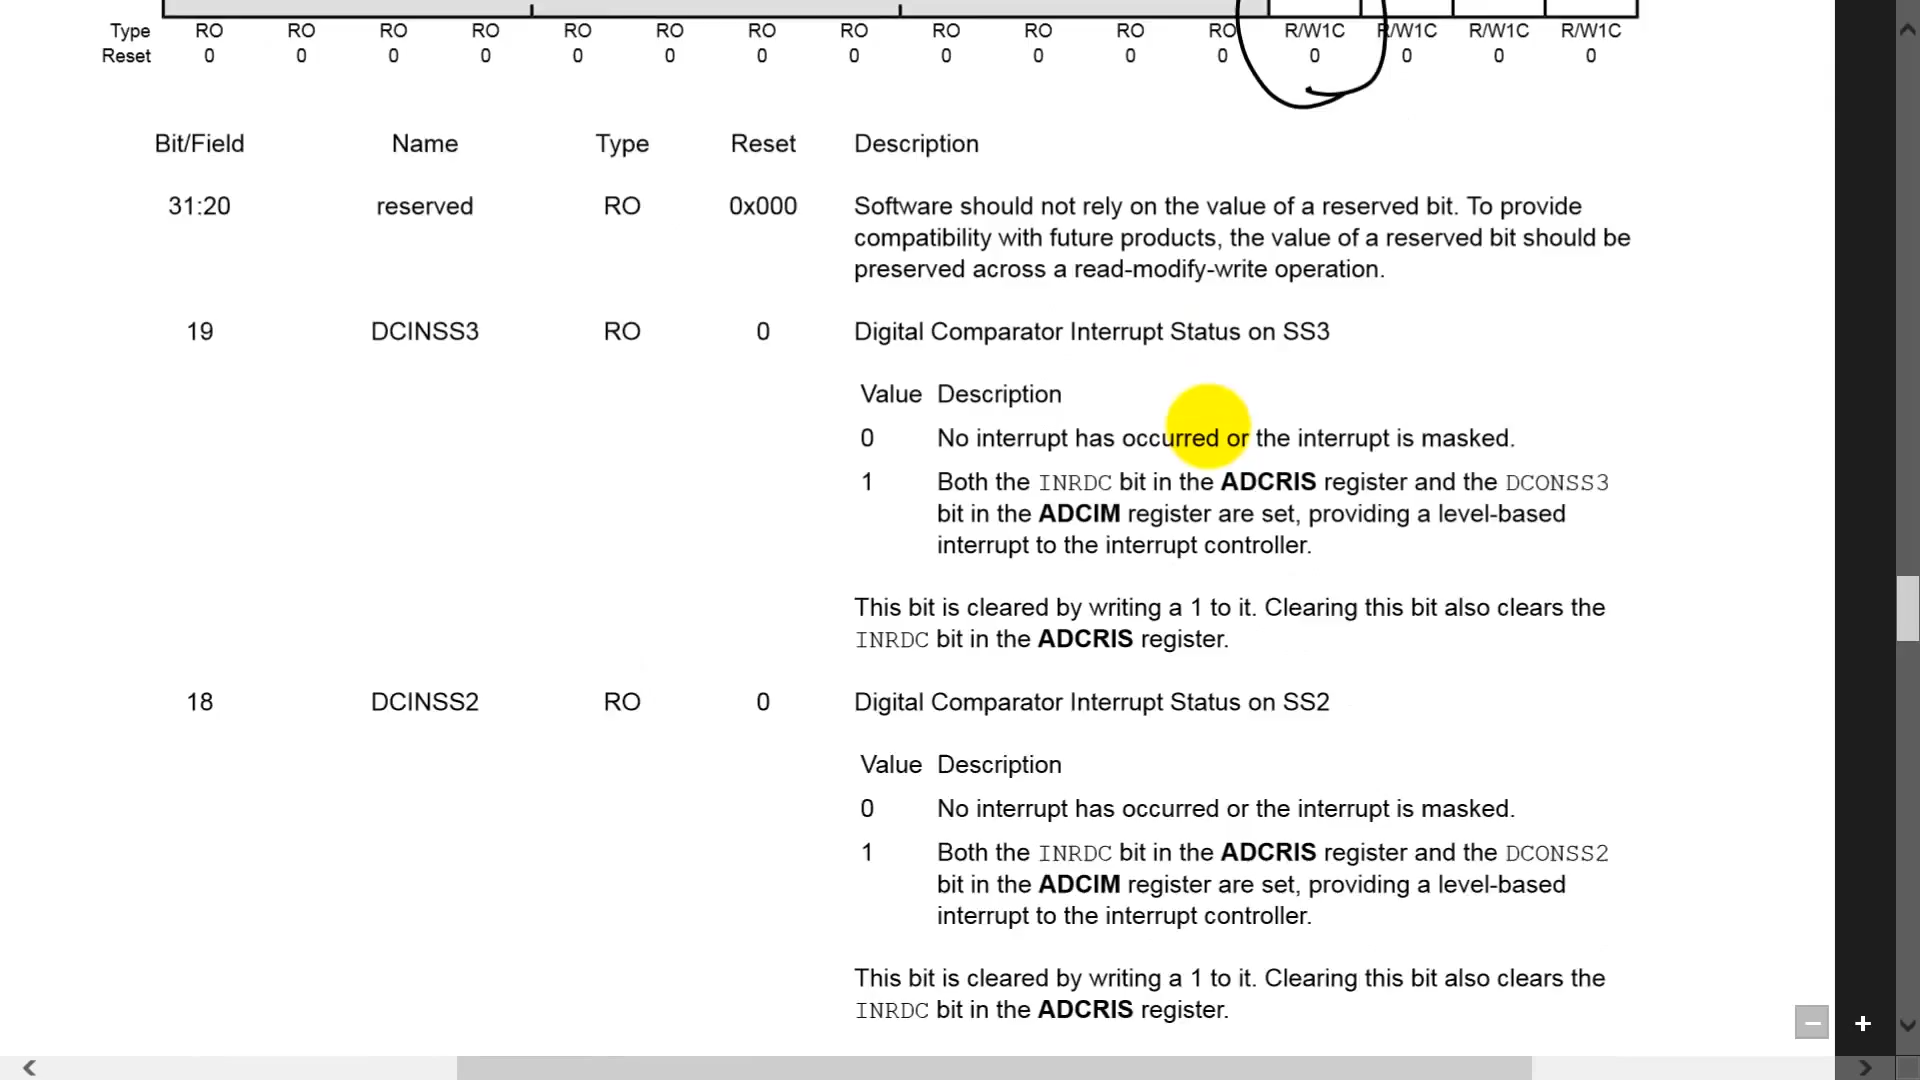 Type RO RO RO RO RO RO RO RO RO RO RO RO R/W1C R/W1C R/W1C R/W1C
Reset 0 0 0 0 0 0 0 0 0 0 0 0 0 0 0 0
Bit/Field Name Type Reset Description
31:20 reserved RO 0x000 Software should not rely on the value of a reserved bit. To provide
compatibility with future products, the value of a reserved bit should be
preserved across a read-modify-write operation.
19 DCINSS3 RO 0 Digital Comparator Interrupt Status on SS3
Value Description
0 No interrupt has occurred or the interrupt is masked.
1 Both the INRDC bit in the ADCRIS register and the DCONSS3
bit in the ADCIM register are set, providing a level-based
interrupt to the interrupt controller.
This bit is cleared by writing a 1 to it. Clearing this bit also clears the
INRDC bit in the ADCRIS register.
18 DCINSS2 RO 0 Digital Comparator Interrupt Status on SS2
Value Description
0 No interrupt has occurred or the interrupt is masked.
1 Both the INRDC bit in the ADCRIS register and the DCONSS2
bit in the ADCIM register are set, providing a level-based
interrupt to the interrupt controller.
This bit is cleared by writing a 1 to it. Clearing this bit also clears the
INRDC bit in the ADCRIS register.